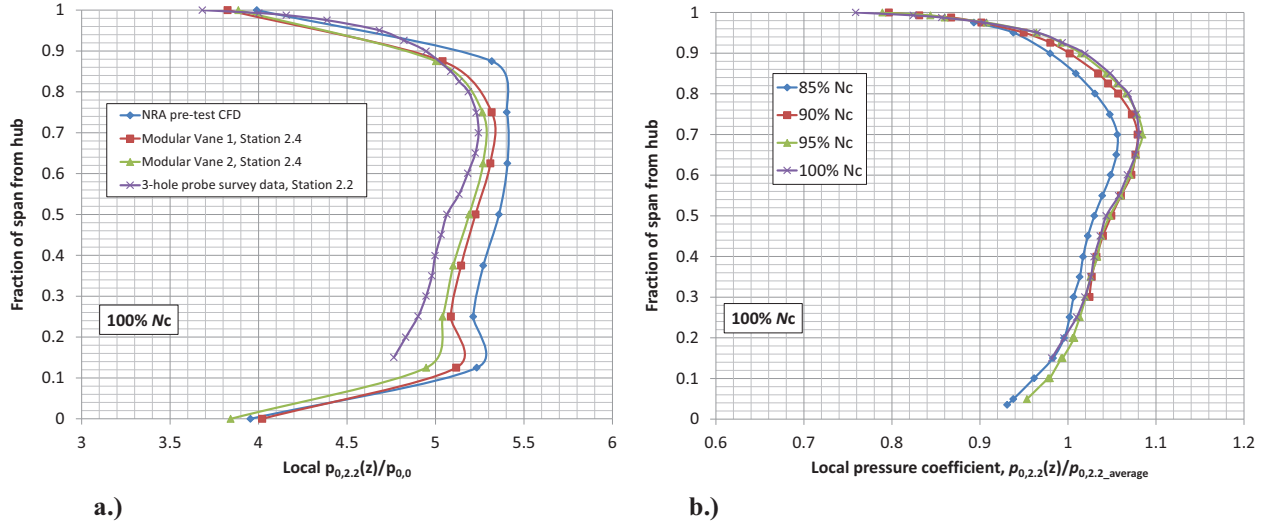 Fraction of span from hub
1
0.9
0.8
0.7
0.6
0.5
0.4
0.3
0.2
0.1
0
NRA pre-test CFD
Modular Vane 1, Station 2.4
Modular Vane 2, Station 2.4
3-hole probe survey data, Station 2.2
100% Nc
3 3.5 4 4.5 5 5.5 6
Local p0,2.2(z)/p0,0
a.)
Fraction of span from hub
1
0.9
0.8
0.7
0.6
0.5
0.4
0.3
0.2
0.1
0
85% Nc
90% Nc
95% Nc
100% Nc
100% Nc
0.6 0.7 0.8 0.9 1 1.1 1.2
Local pressure coefficient, p0,2.2(z)/p0,2.2_average
b.)